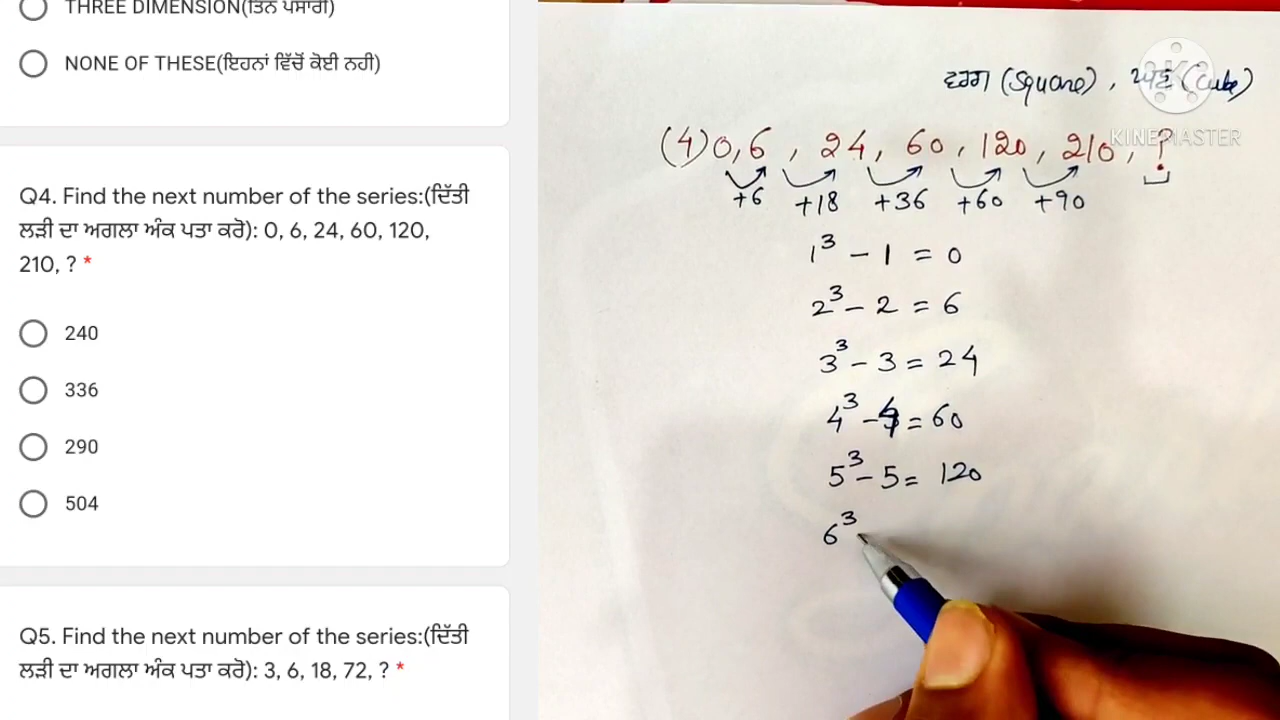 THREE DIMENSION(ਤਿੰਨ ਪਸਾਰੀ)
NONE OF THESE(ਇਹਨਾਂ ਵਿੱਚੋਂ ਕੋਈ ਨਹੀ)
Q4. Find the next number of the series:(ਦਿੱਤੀ
ਲੜੀ ਦਾ ਅਗਲਾ ਅੰਕ ਪਤਾ ਕਰੋ): 0, 6, 24, 60, 120,
210, ? *
240
336
290
504
Q5. Find the next number of the series:(ਦਿੱਤੀ
ਲੜੀ ਦਾ ਅਗਲਾ ਅੰਕ ਪਤਾ ਕਰੋ): 3, 6, 18, 72, ? *
ਵਰਗ (Square), ਘਣ (Cube)
KINEMASTER
(4) 0, 6, 24, 60, 120, 210, ?
+6 +18 +36 +60 +90
1³ - 1 = 0
2³ - 2 = 6
3³ - 3 = 24
4³ - 4 = 60
5³ - 5 = 120
6³